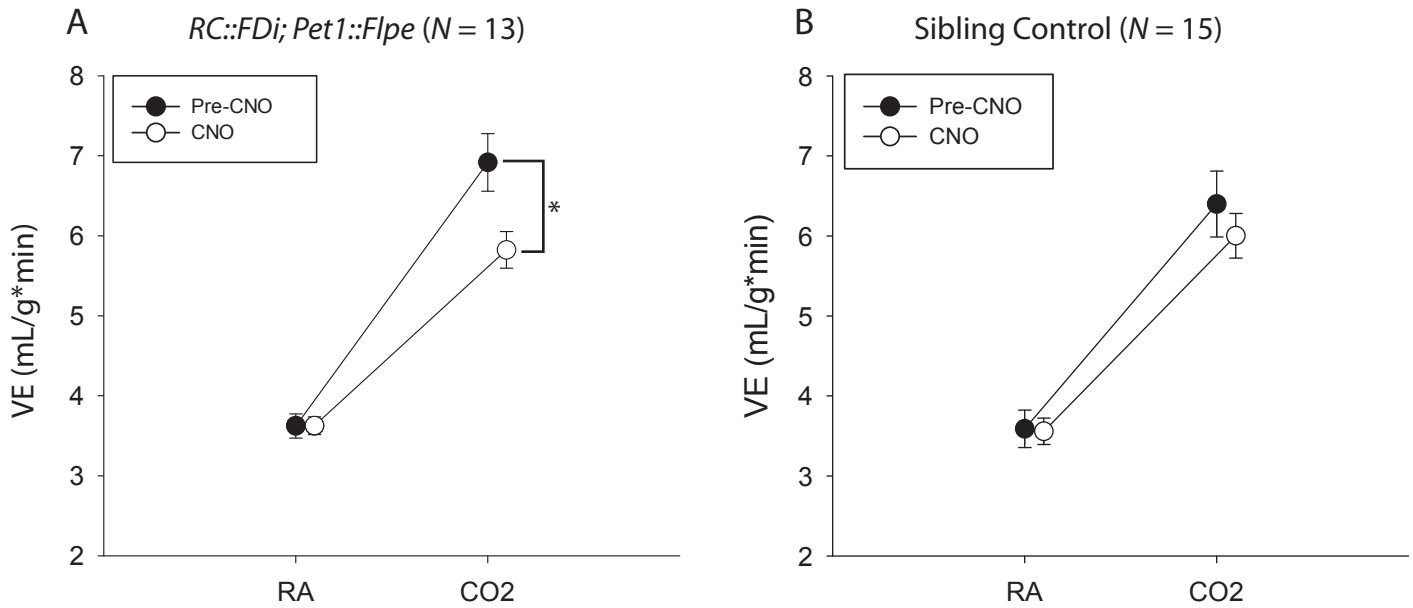 A
RC::FDi; Pet1::Flpe (N = 13)
Pre-CNO
CNO
VE (mL/g*min)
8
7
6
5
4
3
2
*
RA
CO2
B
Sibling Control (N = 15)
Pre-CNO
CNO
VE (mL/g*min)
8
7
6
5
4
3
2
RA
CO2